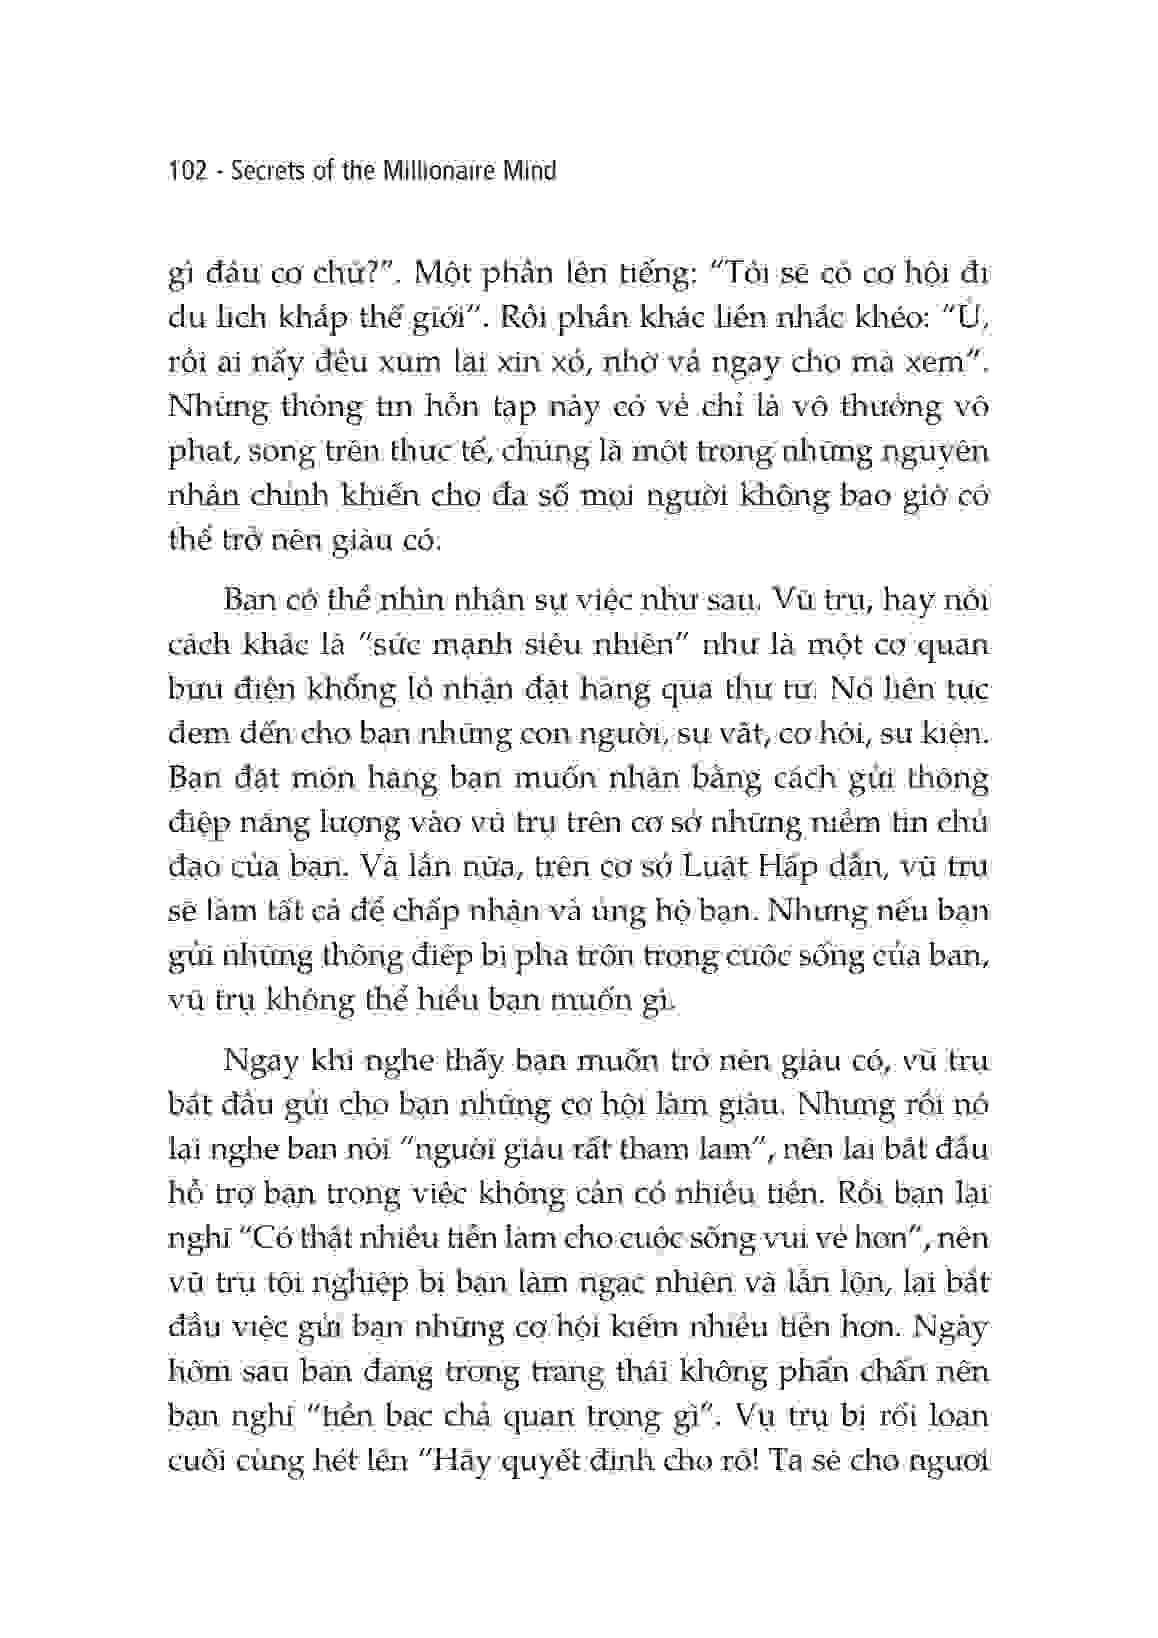 102 - Secrets of the Millionaire Mind
gì đâu cơ chứ?”. Một phần lên tiếng: “Tôi sẽ có cơ hội đi
du lịch khắp thế giới”. Rồi phần khác liền nhắc khéo: “Ừ,
rồi ai nấy đều xúm lại xin xỏ, nhờ vả ngay cho mà xem”.
Những thông tin hỗn tạp này có vẻ chỉ là vô thưởng vô
phạt, song trên thực tế, chúng là một trong những nguyên
nhân chính khiến cho đa số mọi người không bao giờ có
thể trở nên giàu có.
Bạn có thể nhìn nhận sự việc như sau. Vũ trụ, hay nói
cách khác là “sức mạnh siêu nhiên” như là một cơ quan
bưu điện khổng lồ nhận đặt hàng qua thư từ. Nó liên tục
đem đến cho bạn những con người, sự vật, cơ hội, sự kiện.
Bạn đặt món hàng bạn muốn nhận bằng cách gửi thông
điệp năng lượng vào vũ trụ trên cơ sở những niềm tin chủ
đạo của bạn. Và lần nữa, trên cơ sở Luật Hấp dẫn, vũ trụ
sẽ làm tất cả để chấp nhận và ủng hộ bạn. Nhưng nếu bạn
gửi những thông điệp bị pha trộn trong cuộc sống của bạn,
vũ trụ không thể hiểu bạn muốn gì.
Ngay khi nghe thấy bạn muốn trở nên giàu có, vũ trụ
bắt đầu gửi cho bạn những cơ hội làm giàu. Nhưng rồi nó
lại nghe bạn nói “người giàu rất tham lam”, nên lại bắt đầu
hỗ trợ bạn trong việc không cần có nhiều tiền. Rồi bạn lại
nghĩ “Có thật nhiều tiền làm cho cuộc sống vui vẻ hơn”, nên
vũ trụ tội nghiệp bị bạn làm ngạc nhiên và lẫn lộn, lại bắt
đầu việc gửi bạn những cơ hội kiếm nhiều tiền hơn. Ngày
hôm sau bạn đang trong trạng thái không phấn chấn nên
bạn nghĩ “tiền bạc chả quan trọng gì”. Vụ trụ bị rối loạn
cuối cùng hét lên “Hãy quyết định cho rõ! Ta sẽ cho ngươi